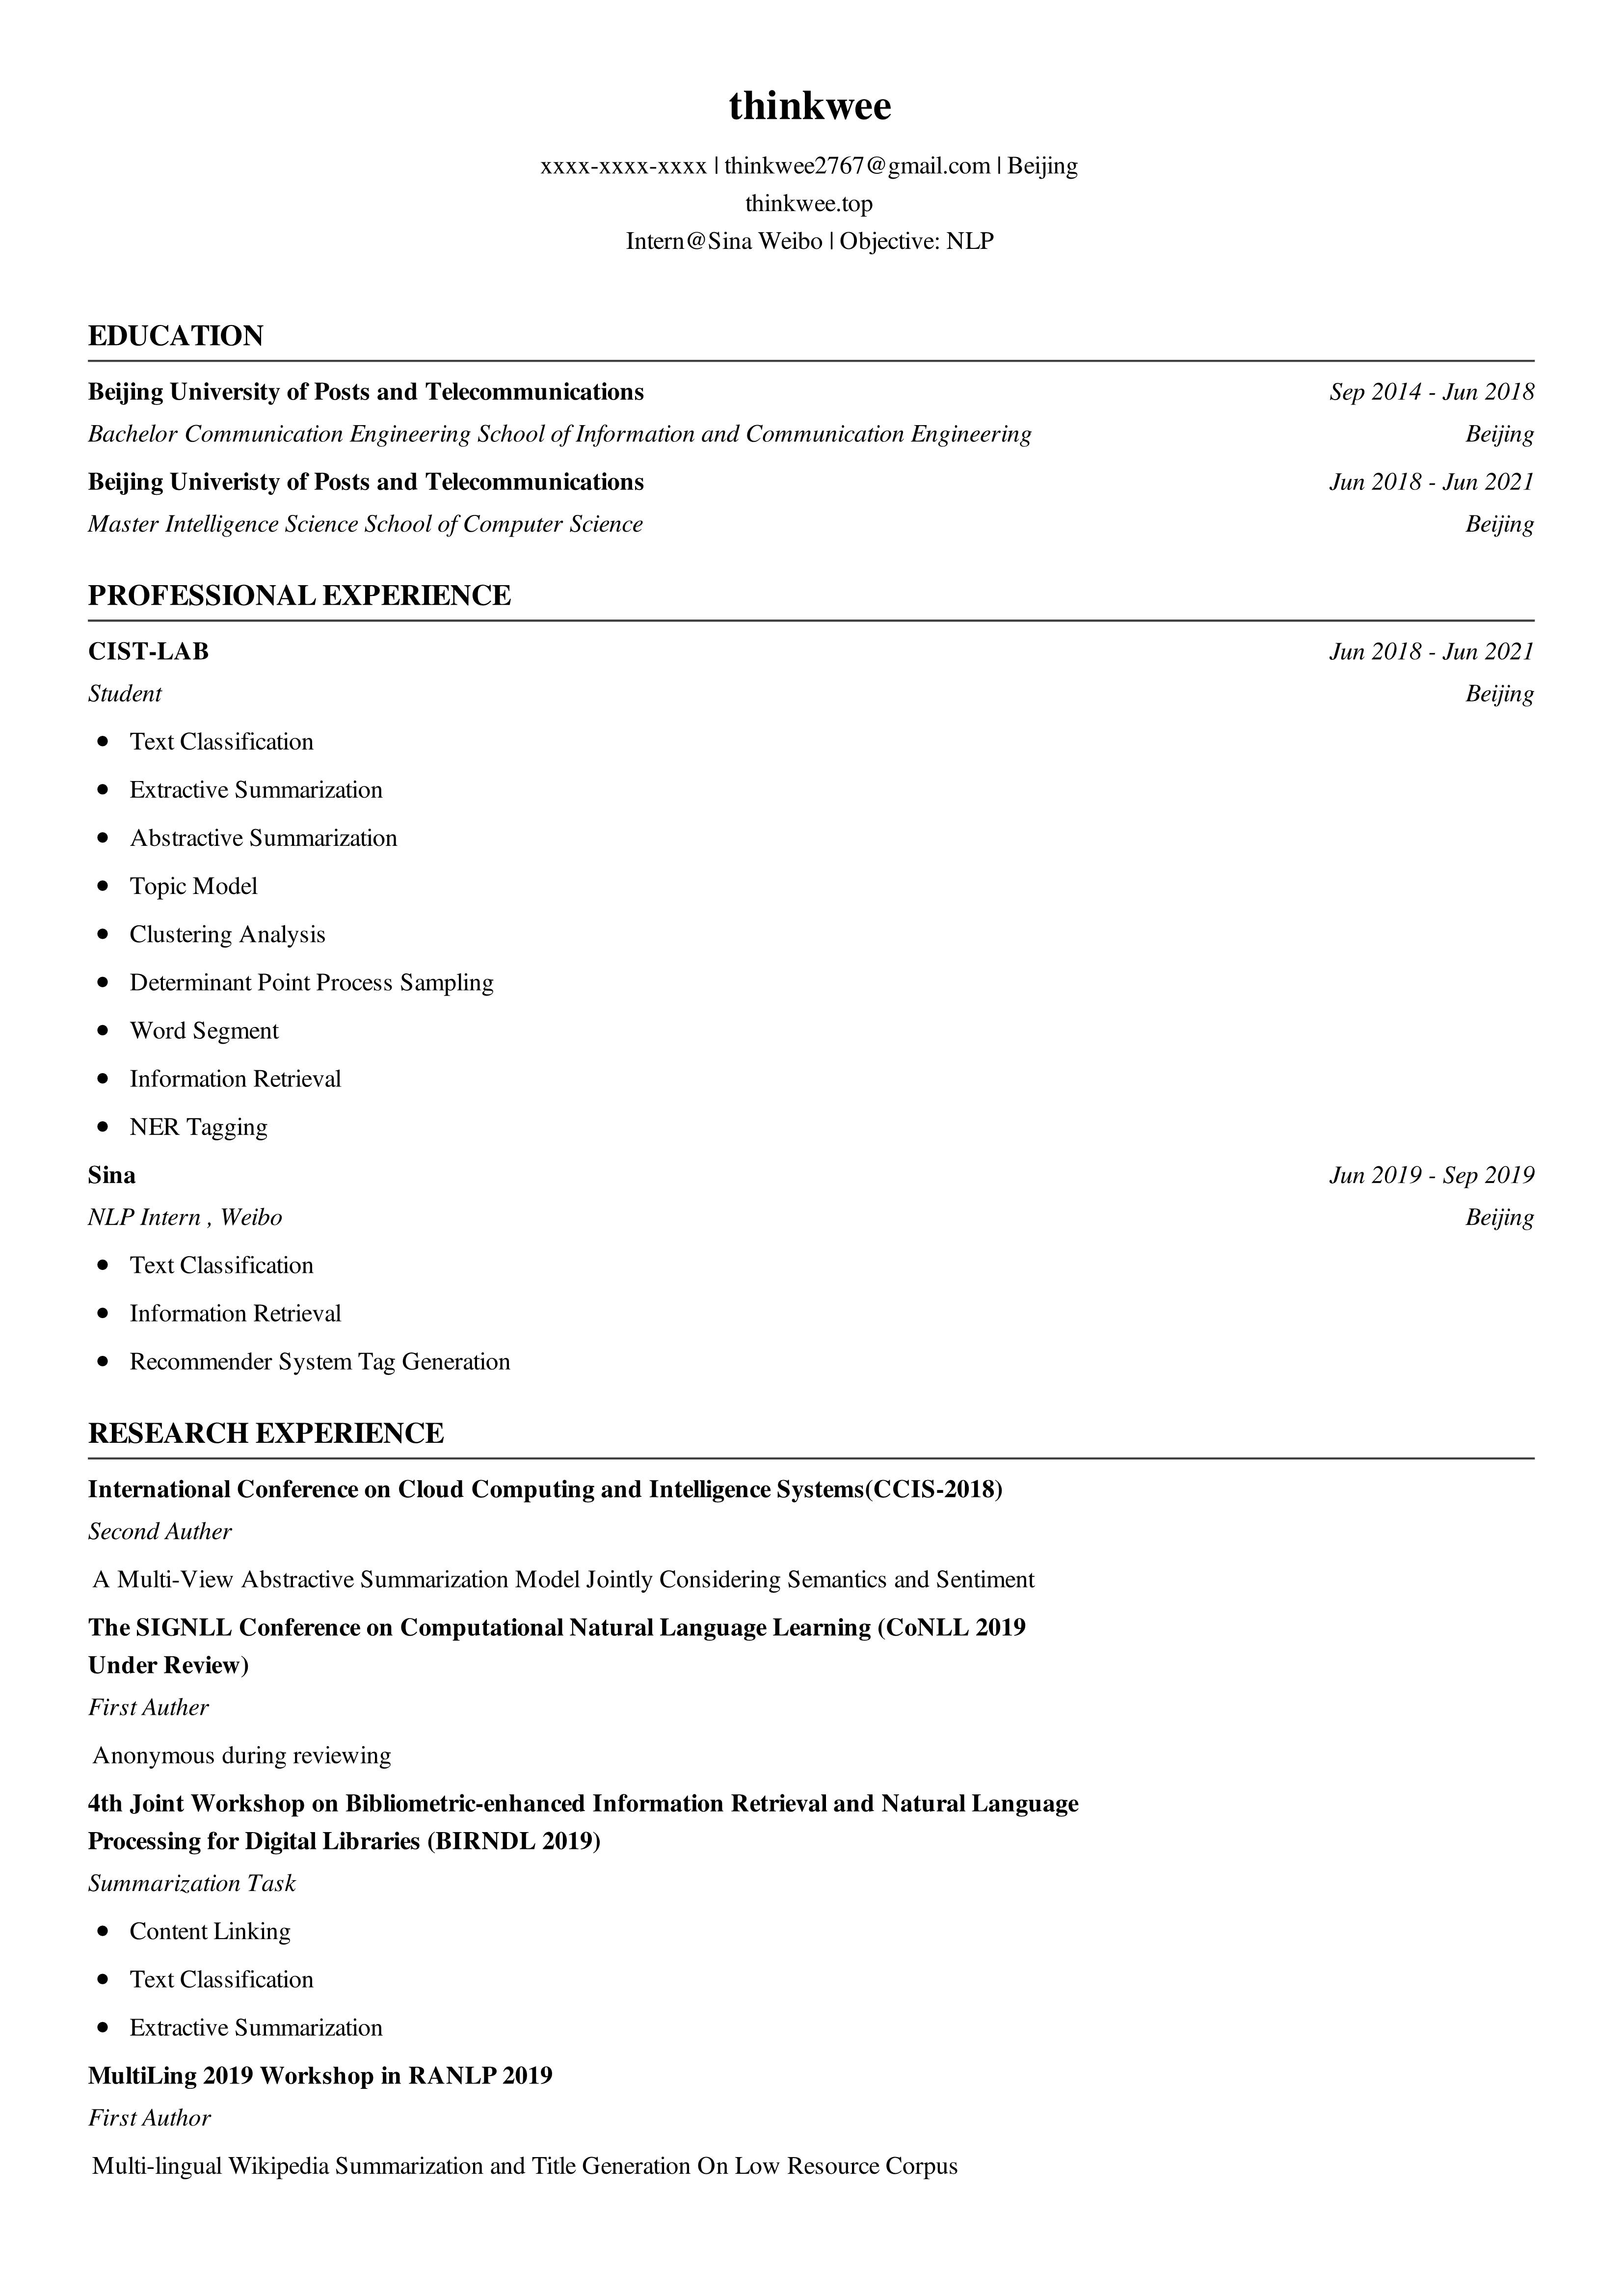 thinkwee
xxxx-xxxx-xxxx | thinkwee2767@gmail.com | Beijing
thinkwee.top
Intern@Sina Weibo | Objective: NLP
EDUCATION
Beijing University of Posts and Telecommunications Sep 2014 - Jun 2018
Bachelor Communication Engineering School of Information and Communication Engineering Beijing
Beijing Univeristy of Posts and Telecommunications Jun 2018 - Jun 2021
Master Intelligence Science School of Computer Science Beijing
PROFESSIONAL EXPERIENCE
CIST-LAB Jun 2018 - Jun 2021
Student Beijing
• Text Classification
• Extractive Summarization
• Abstractive Summarization
• Topic Model
• Clustering Analysis
• Determinant Point Process Sampling
• Word Segment
• Information Retrieval
• NER Tagging
Sina Jun 2019 - Sep 2019
NLP Intern , Weibo Beijing
• Text Classification
• Information Retrieval
• Recommender System Tag Generation
RESEARCH EXPERIENCE
International Conference on Cloud Computing and Intelligence Systems(CCIS-2018)
Second Auther
A Multi-View Abstractive Summarization Model Jointly Considering Semantics and Sentiment
The SIGNLL Conference on Computational Natural Language Learning (CoNLL 2019
Under Review)
First Auther
Anonymous during reviewing
4th Joint Workshop on Bibliometric-enhanced Information Retrieval and Natural Language
Processing for Digital Libraries (BIRNDL 2019)
Summarization Task
• Content Linking
• Text Classification
• Extractive Summarization
MultiLing 2019 Workshop in RANLP 2019
First Author
Multi-lingual Wikipedia Summarization and Title Generation On Low Resource Corpus